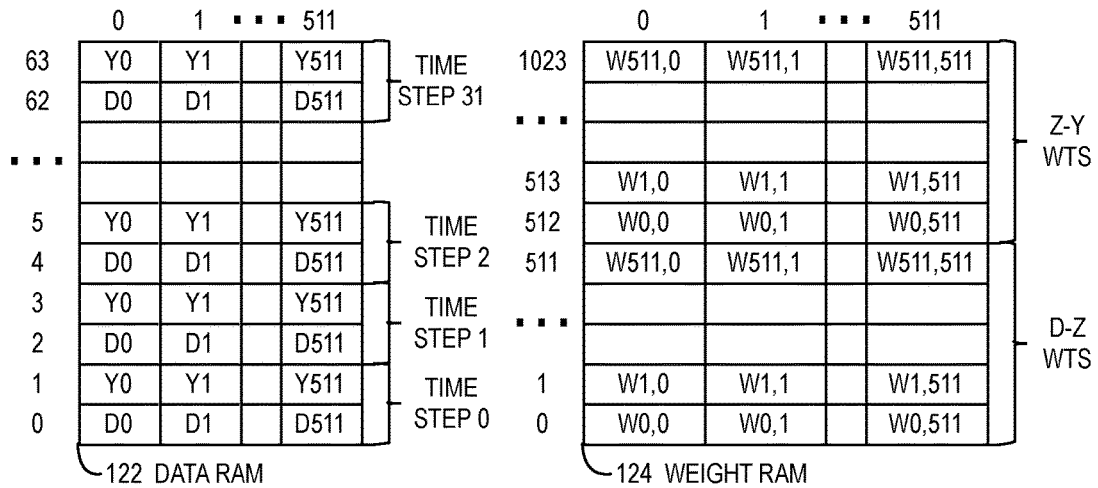 0 1 ▪ ▪ ▪ 511 0 1 ▪ ▪ ▪ 511
63 Y0 Y1 Y511 TIME 1023 W511,0 W511,1 W511,511
62 D0 D1 D511 STEP 31
▪ ▪ ▪ Z-Y
▪ ▪ ▪ WTS
513 W1,0 W1,1 W1,511
5 Y0 Y1 Y511 TIME 512 W0,0 W0,1 W0,511
4 D0 D1 D511 STEP 2 511 W511,0 W511,1 W511,511
3 Y0 Y1 Y511 TIME
▪ ▪ ▪ D-Z
2 D0 D1 D511 STEP 1 WTS
1 Y0 Y1 Y511 TIME 1 W1,0 W1,1 W1,511
0 D0 D1 D511 STEP 0 0 W0,0 W0,1 W0,511
122 DATA RAM 124 WEIGHT RAM